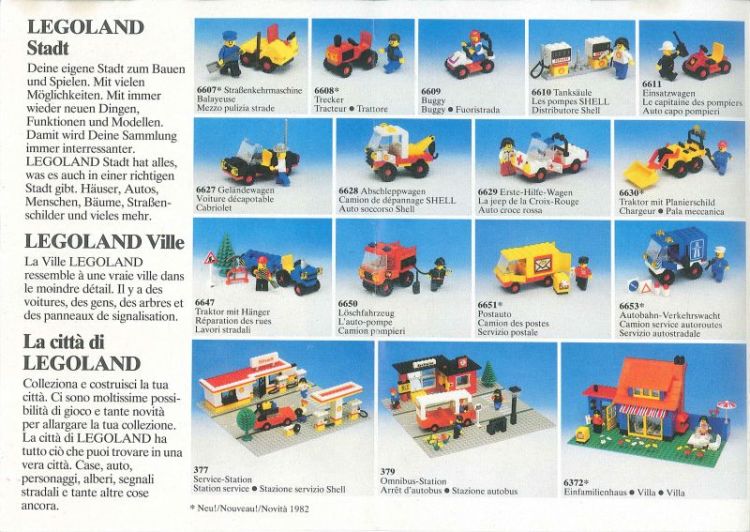 LEGOLAND
Stadt
Deine eigene Stadt zum Bauen
und Spielen. Mit vielen
Möglichkeiten. Mit immer
wieder neuen Dingen,
Funktionen und Modellen.
Damit wird Deine Sammlung
immer interressanter.
LEGOLAND Stadt hat alles,
was es auch in einer richtigen
Stadt gibt. Häuser, Autos,
Menschen, Bäume, Straßen-
schilder und vieles mehr.
LEGOLAND Ville
La Ville LEGOLAND
ressemble à une vraie ville dans
le moindre détail. Il y a des
voitures, des gens, des arbres et
des panneaux de signalisation.
La città di
LEGOLAND
Colleziona e costruisci la tua
città. Ci sono moltissime possi-
bilità di gioco e tante novità
per allargare la tua collezione.
La città di LEGOLAND ha
tutto ciò che puoi trovare in una
vera città. Case, auto,
personaggi, alberi, segnali
stradali e tante altre cose
ancora.
6607* Straßenkehrmaschine
Balayeuse
Mezzo pulizia strade
6608* Trecker
Tracteur ● Trattore
6609
Buggy
Buggy ● Fuoristrada
6610 Tanksäule
Les pompes SHELL
Distributore Shell
6611
Einsatzwagen
Le capitaine des pompiers
Auto capo pompieri
6627 Geländewagen
Voiture décapotable
Cabriolet
6628 Abschleppwagen
Camion de dépannage SHELL
Auto soccorso Shell
6629 Erste-Hilfe-Wagen
La jeep de la Croix-Rouge
Auto croce rossa
6630*
Traktor mit Planierschild
Chargeur ● Pala meccanica
6647
Traktor mit Hänger
Réparation des rues
Lavori stradali
6650
Löschfahrzeug
L'auto-pompe
Camion pompieri
6651*
Postauto
Camion des postes
Servizio postale
6653*
Autobahn-Verkehrswacht
Camion service autoroutes
Servizio autostradale
377
Service-Station
Station service ● Stazione servizio Shell
379
Omnibus-Station
Arrêt d'autobus ● Stazione autobus
6372*
Einfamilienhaus ● Villa ● Villa
* Neu!/Nouveau!/Novità 1982